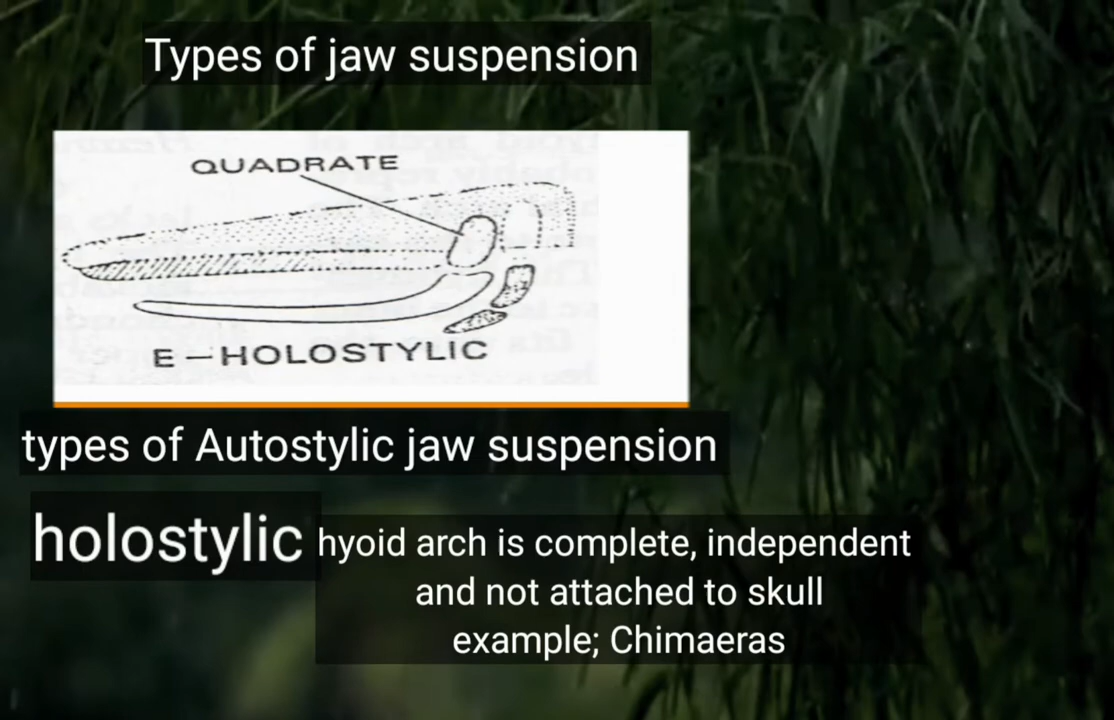 Types of jaw suspension
QUADRATE
E – HOLOSTYLIC
types of Autostylic jaw suspension
holostylic
hyoid arch is complete, independent
and not attached to skull
example; Chimaeras